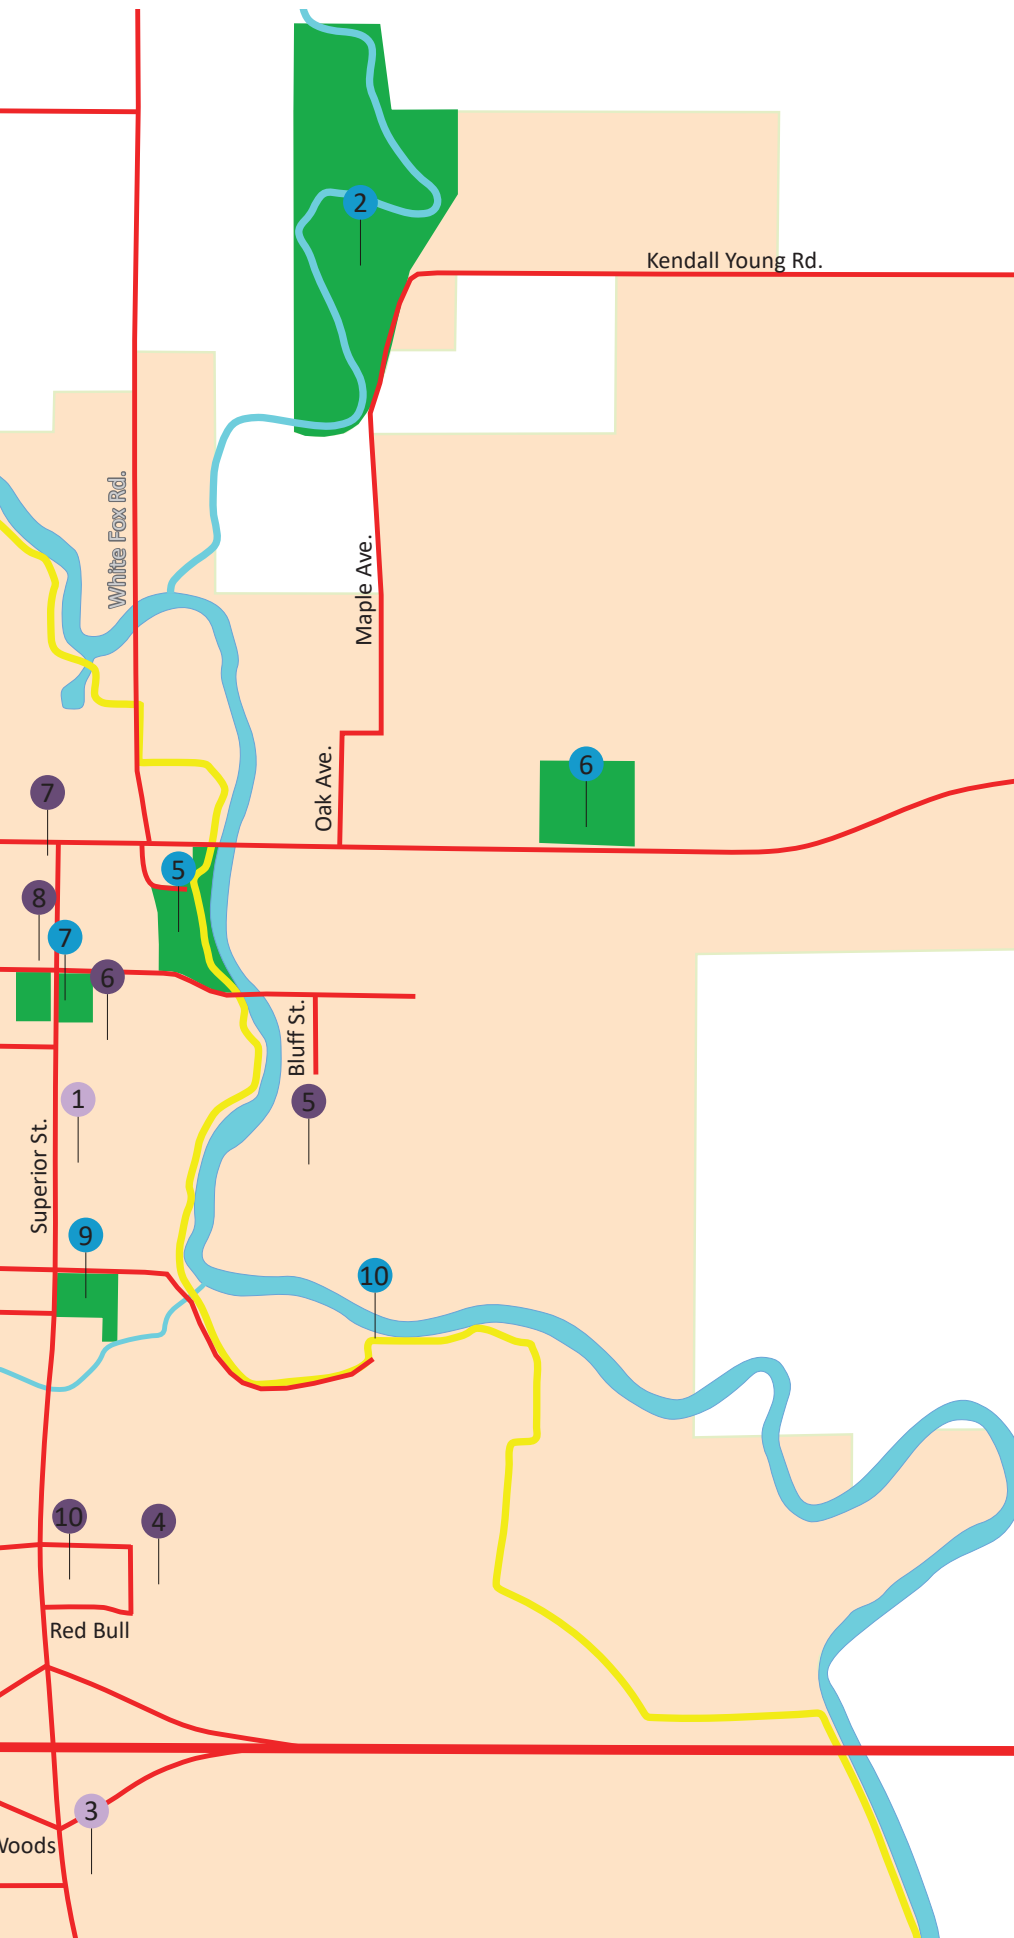 2
Kendall Young Rd.
White Fox Rd.
Maple Ave.
Oak Ave.
6
7
5
8
7
6
Bluff St.
1
5
Superior St.
9
10
10
4
Red Bull
3
Woods